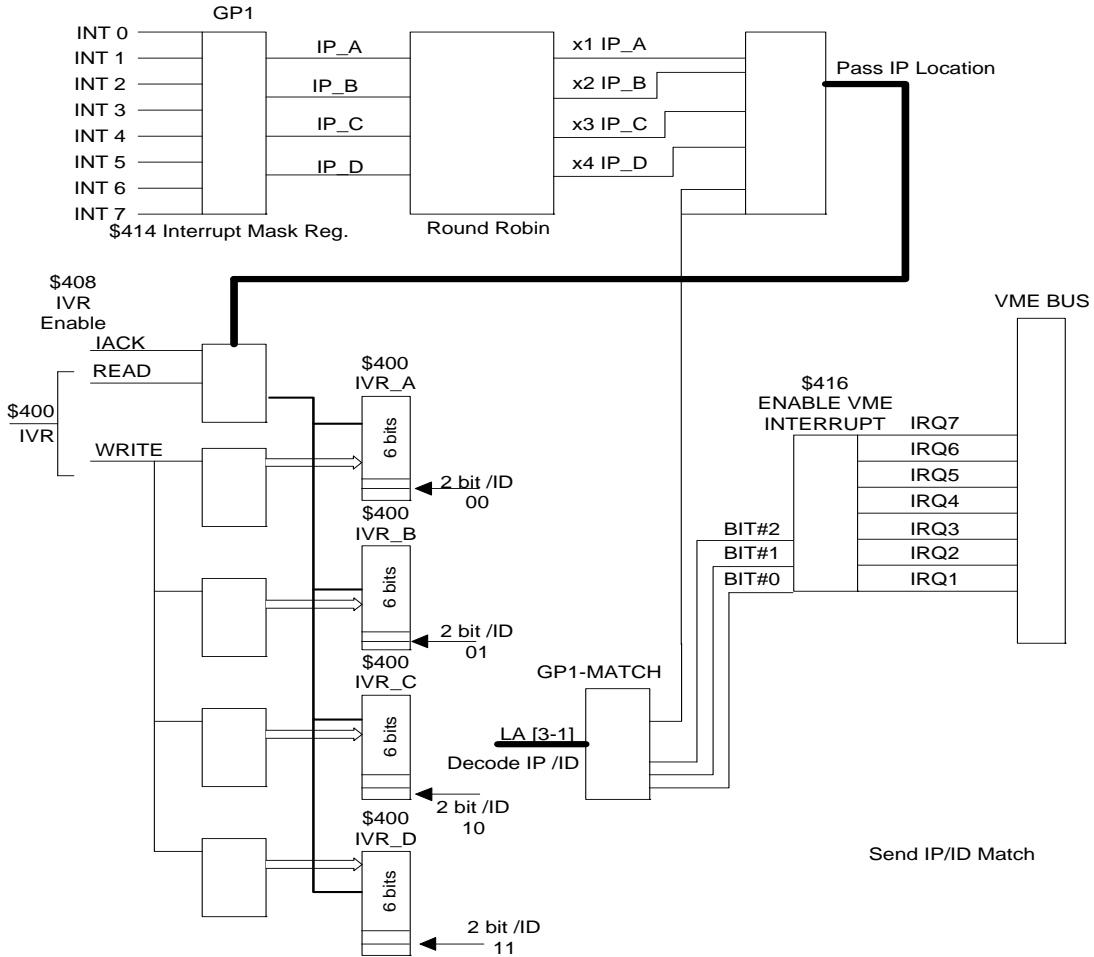 GP1
INT 0
INT 1
INT 2
INT 3
INT 4
INT 5
INT 6
INT 7
IP_A
IP_B
IP_C
IP_D
x1 IP_A
x2 IP_B
x3 IP_C
x4 IP_D
Pass IP Location
$414 Interrupt Mask Reg.
Round Robin
$408
IVR
Enable
IACK
READ
$400
IVR
WRITE
$400
IVR_A
6 bits
2 bit /ID
00
$400
IVR_B
6 bits
2 bit /ID
01
$400
IVR_C
6 bits
2 bit /ID
10
$400
IVR_D
6 bits
2 bit /ID
11
VME BUS
$416
ENABLE VME
INTERRUPT
IRQ7
IRQ6
IRQ5
IRQ4
IRQ3
IRQ2
IRQ1
BIT#2
BIT#1
BIT#0
GP1-MATCH
LA [3-1]
Decode IP /ID
Send IP/ID Match